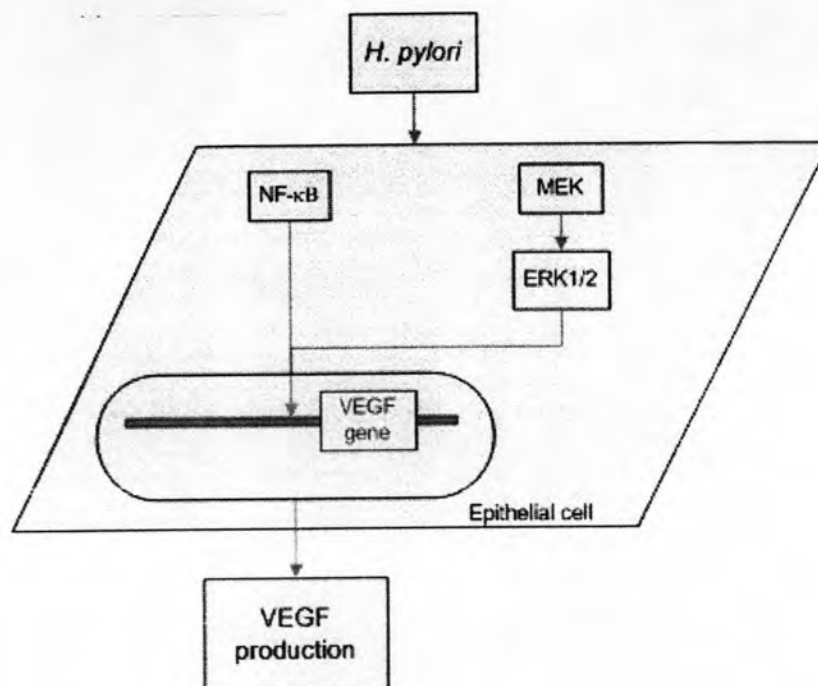 H. pylori
NF-κB
MEK
ERK1/2
VEGF
gene
Epithelial cell
VEGF
production